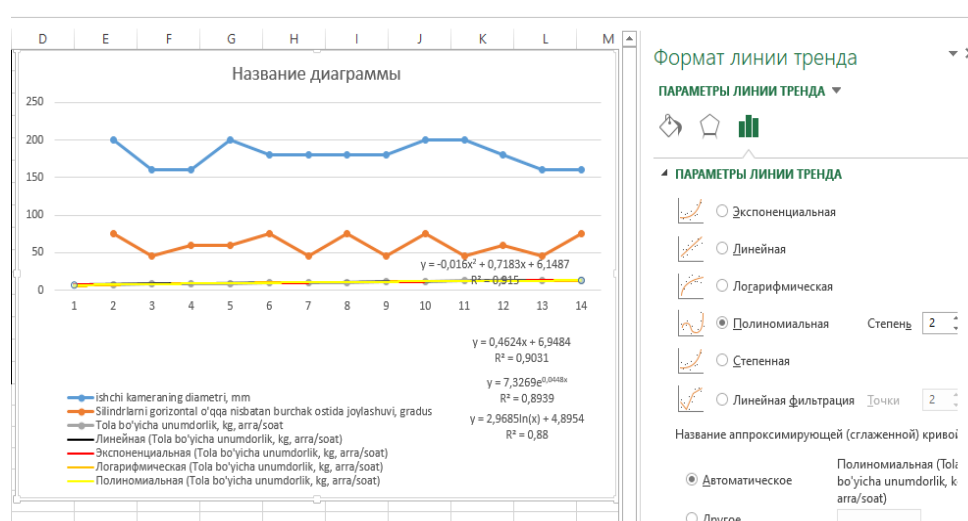 D E F G H I J K L M
Название диаграммы
250
200
150
100
50
0
1 2 3 4 5 6 7 8 9 10 11 12 13 14
y = -0,016x² + 0,7183x + 6,1487
R² = 0,915
y = 0,4624x + 6,9484
R² = 0,9031
y = 7,3269e^0,0448x
R² = 0,8939
y = 2,9685ln(x) + 4,8954
R² = 0,88
ishchi kameraning diametri, mm
Silindrlarni gorizontal o'qqa nisbatan burchak ostida joylashuvi, gradus
Tola bo'yicha unumdorlik, kg, arra/soat
Линейная (Tola bo'yicha unumdorlik, kg, arra/soat)
Экспоненциальная (Tola bo'yicha unumdorlik, kg, arra/soat)
Логарифмическая (Tola bo'yicha unumdorlik, kg, arra/soat)
Полиномиальная (Tola bo'yicha unumdorlik, kg, arra/soat)
Формат линии тренда
ПАРАМЕТРЫ ЛИНИИ ТРЕНДА
ПАРАМЕТРЫ ЛИНИИ ТРЕНДА
Экспоненциальная
Линейная
Логарифмическая
Полиномиальная Степень 2
Степенная
Линейная фильтрация Точки 2
Название аппроксимирующей (сглаженной) кривой
Автоматическое
Полиномиальная (Tola
bo'yicha unumdorlik, k
arra/soat)
Другое